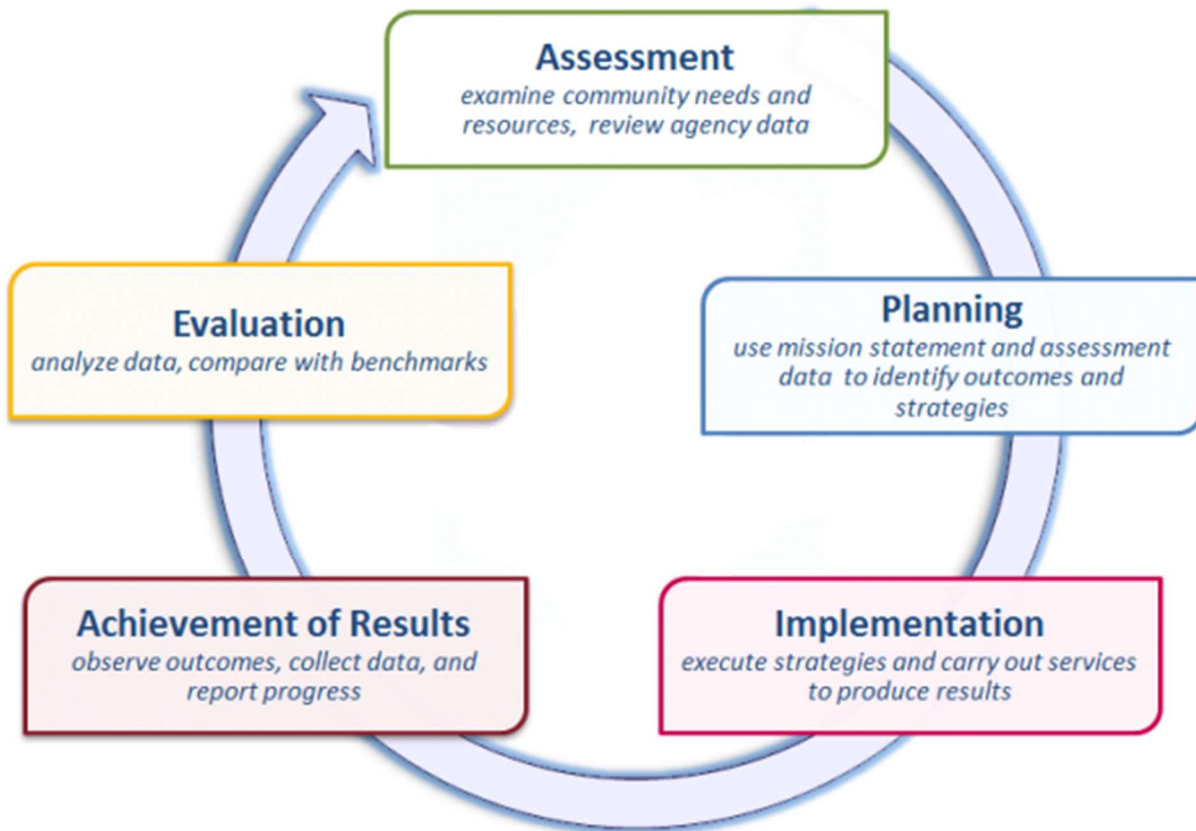 Assessment
examine community needs and
resources, review agency data
Planning
use mission statement and assessment
data to identify outcomes and
strategies
Implementation
execute strategies and carry out services
to produce results
Achievement of Results
observe outcomes, collect data, and
report progress
Evaluation
analyze data, compare with benchmarks